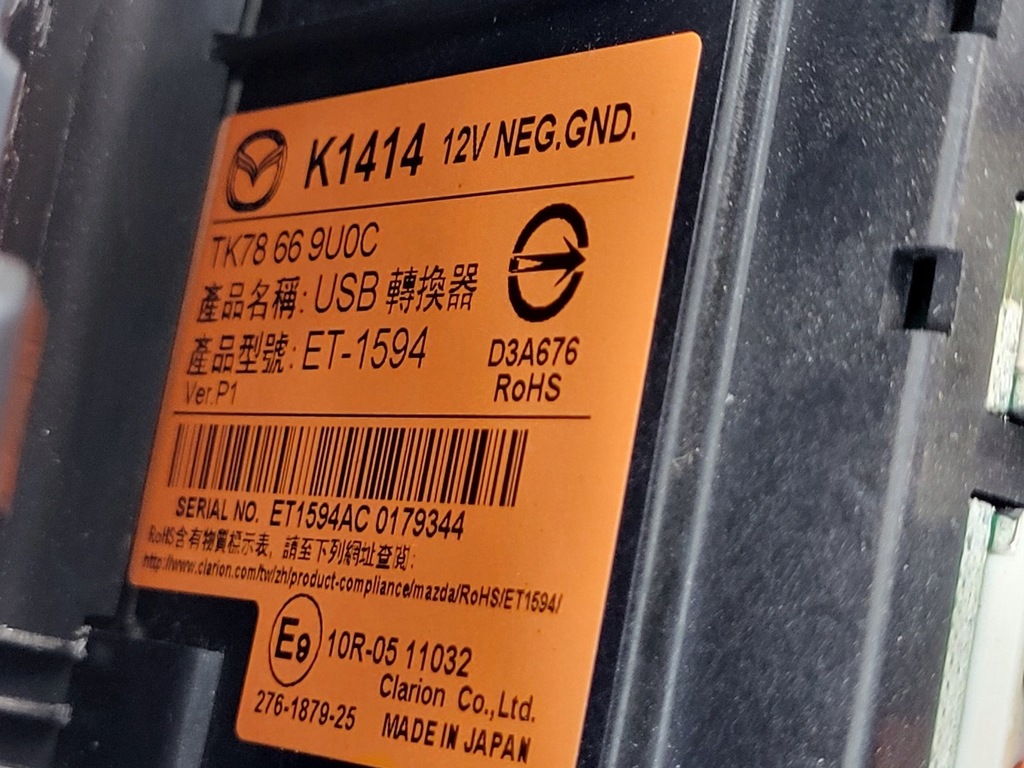 K1414 12V NEG.GND.
TK78 66 9U0C
產品名稱: USB 轉換器
產品型號: ET-1594
Ver.P1
D3A676
RoHS
SERIAL NO. ET1594AC 0179344
RoHS含有物質標示表, 請至下列網址查閱:
http://www.clarion.com/tw/zh/product-compliance/mazda/RoHS/ET1594/
E9 10R-05 11032
Clarion Co.,Ltd.
276-1879-25
MADE IN JAPAN